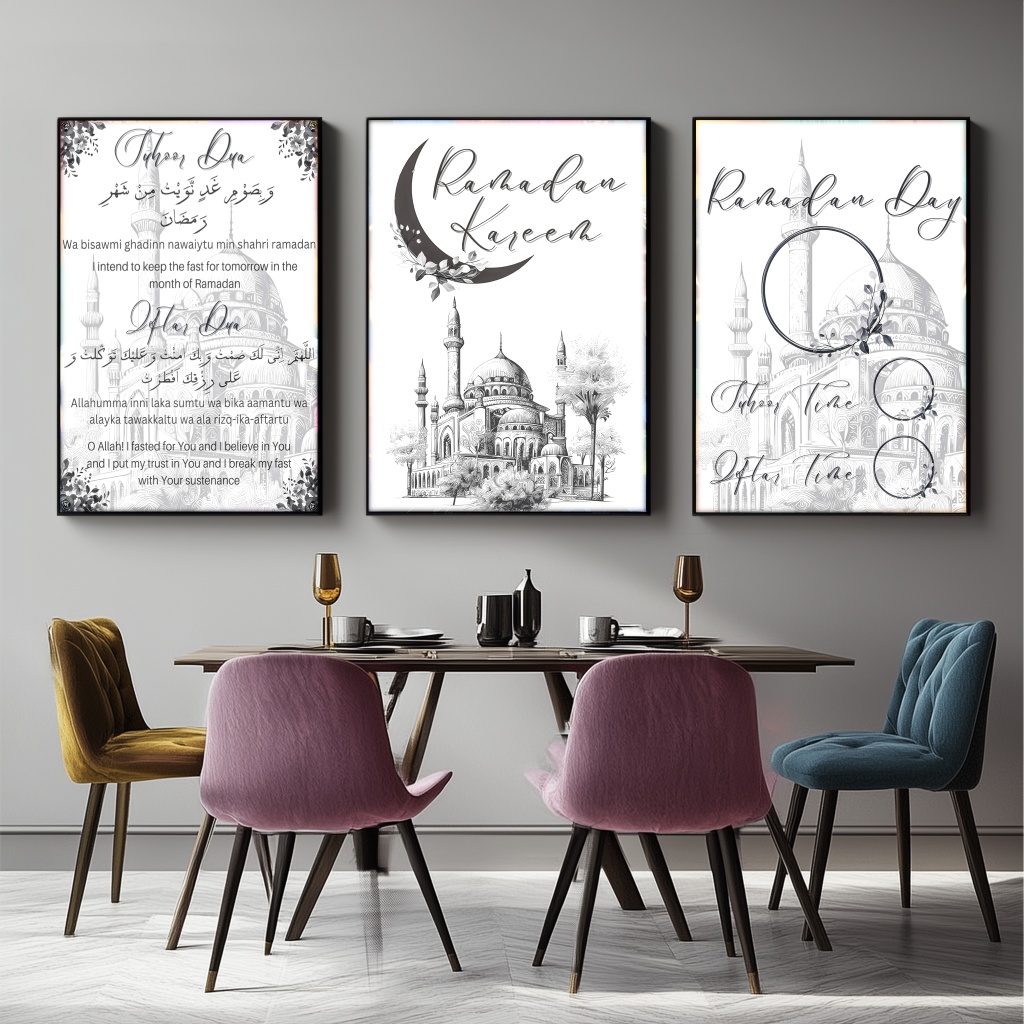 Suhoor Dua
وَبِصَوْمِ غَدٍ نَّوَيْتُ مِنْ شَهْرِ
رَمَضَانَ
Wa bisawmi ghadinn nawaiytu min shahri ramadan
I intend to keep the fast for tomorrow in the
month of Ramadan
Iftar Dua
اَللّٰهُمَّ اِنِّى لَكَ صُمْتُ وَبِكَ اٰمَنْتُ وَعَلَيْكَ تَوَكَّلْتُ وَ
عَلٰى رِزْقِكَ اَفْطَرْتُ
Allahumma inni laka sumtu wa bika aamantu wa
alayka tawakkaltu wa ala rizq-ika-aftartu
O Allah! I fasted for You and I believe in You
and I put my trust in You and I break my fast
with Your sustenance
Ramadan
Kareem
Ramadan Day
Suhoor Time
Iftar Time